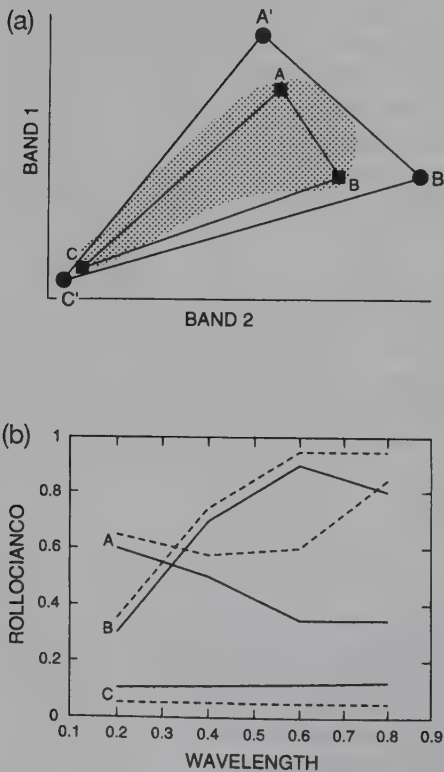 (a)
A'
A
BAND 1
B
B
C
C'
BAND 2
(b)
1
0.8
A
0.6
ROLLOCIANCO
0.4
B
0.2
C
0
0.1 0.2 0.3 0.4 0.5 0.6 0.7 0.8 0.9
WAVELENGTH